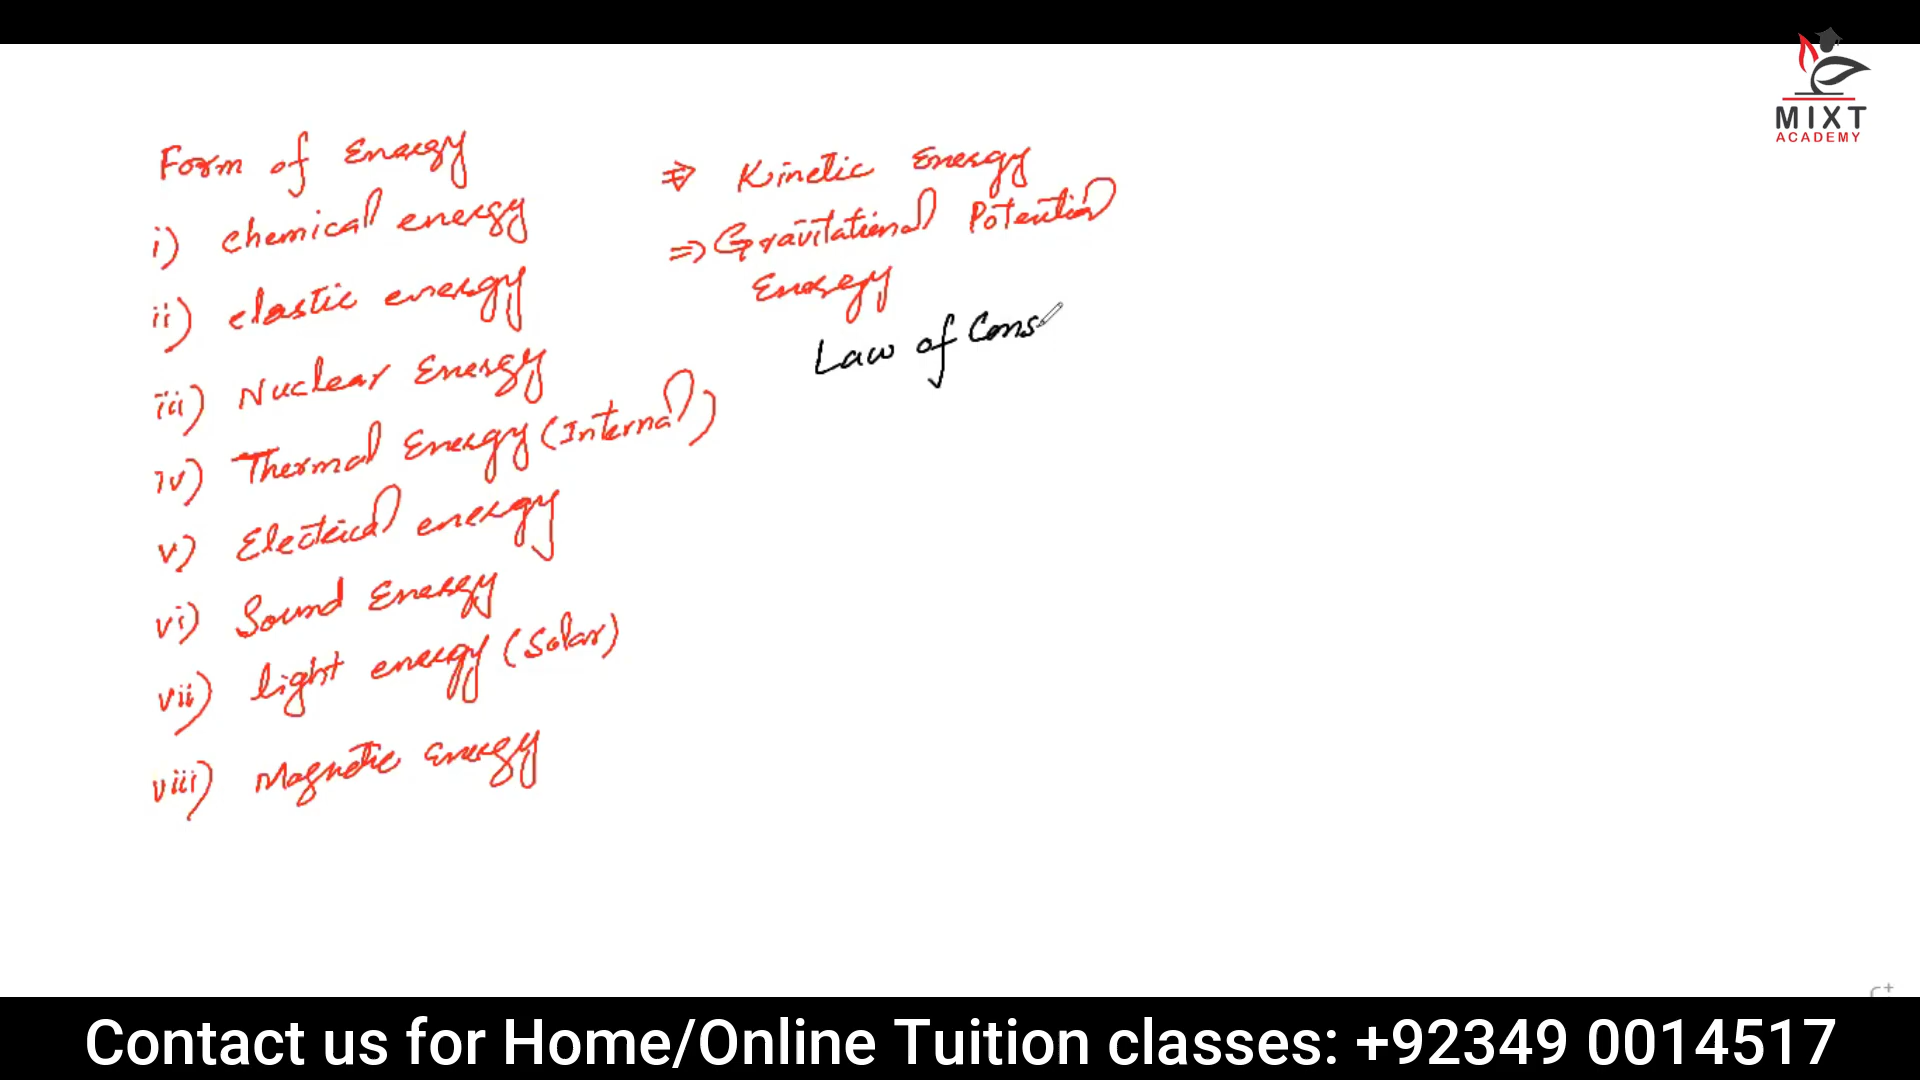 MIXT
ACADEMY
Form of Energy
i) chemical energy
ii) elastic energy
iii) Nuclear Energy
iv) Thermal Energy (Internal)
v) Electrical energy
vi) Sound Energy
vii) light energy (Solar)
viii) Magnetic Energy
⇒ Kinetic Energy
⇒ Gravitational Potential
Energy
Law of Cons
Contact us for Home/Online Tuition classes: +92349 0014517